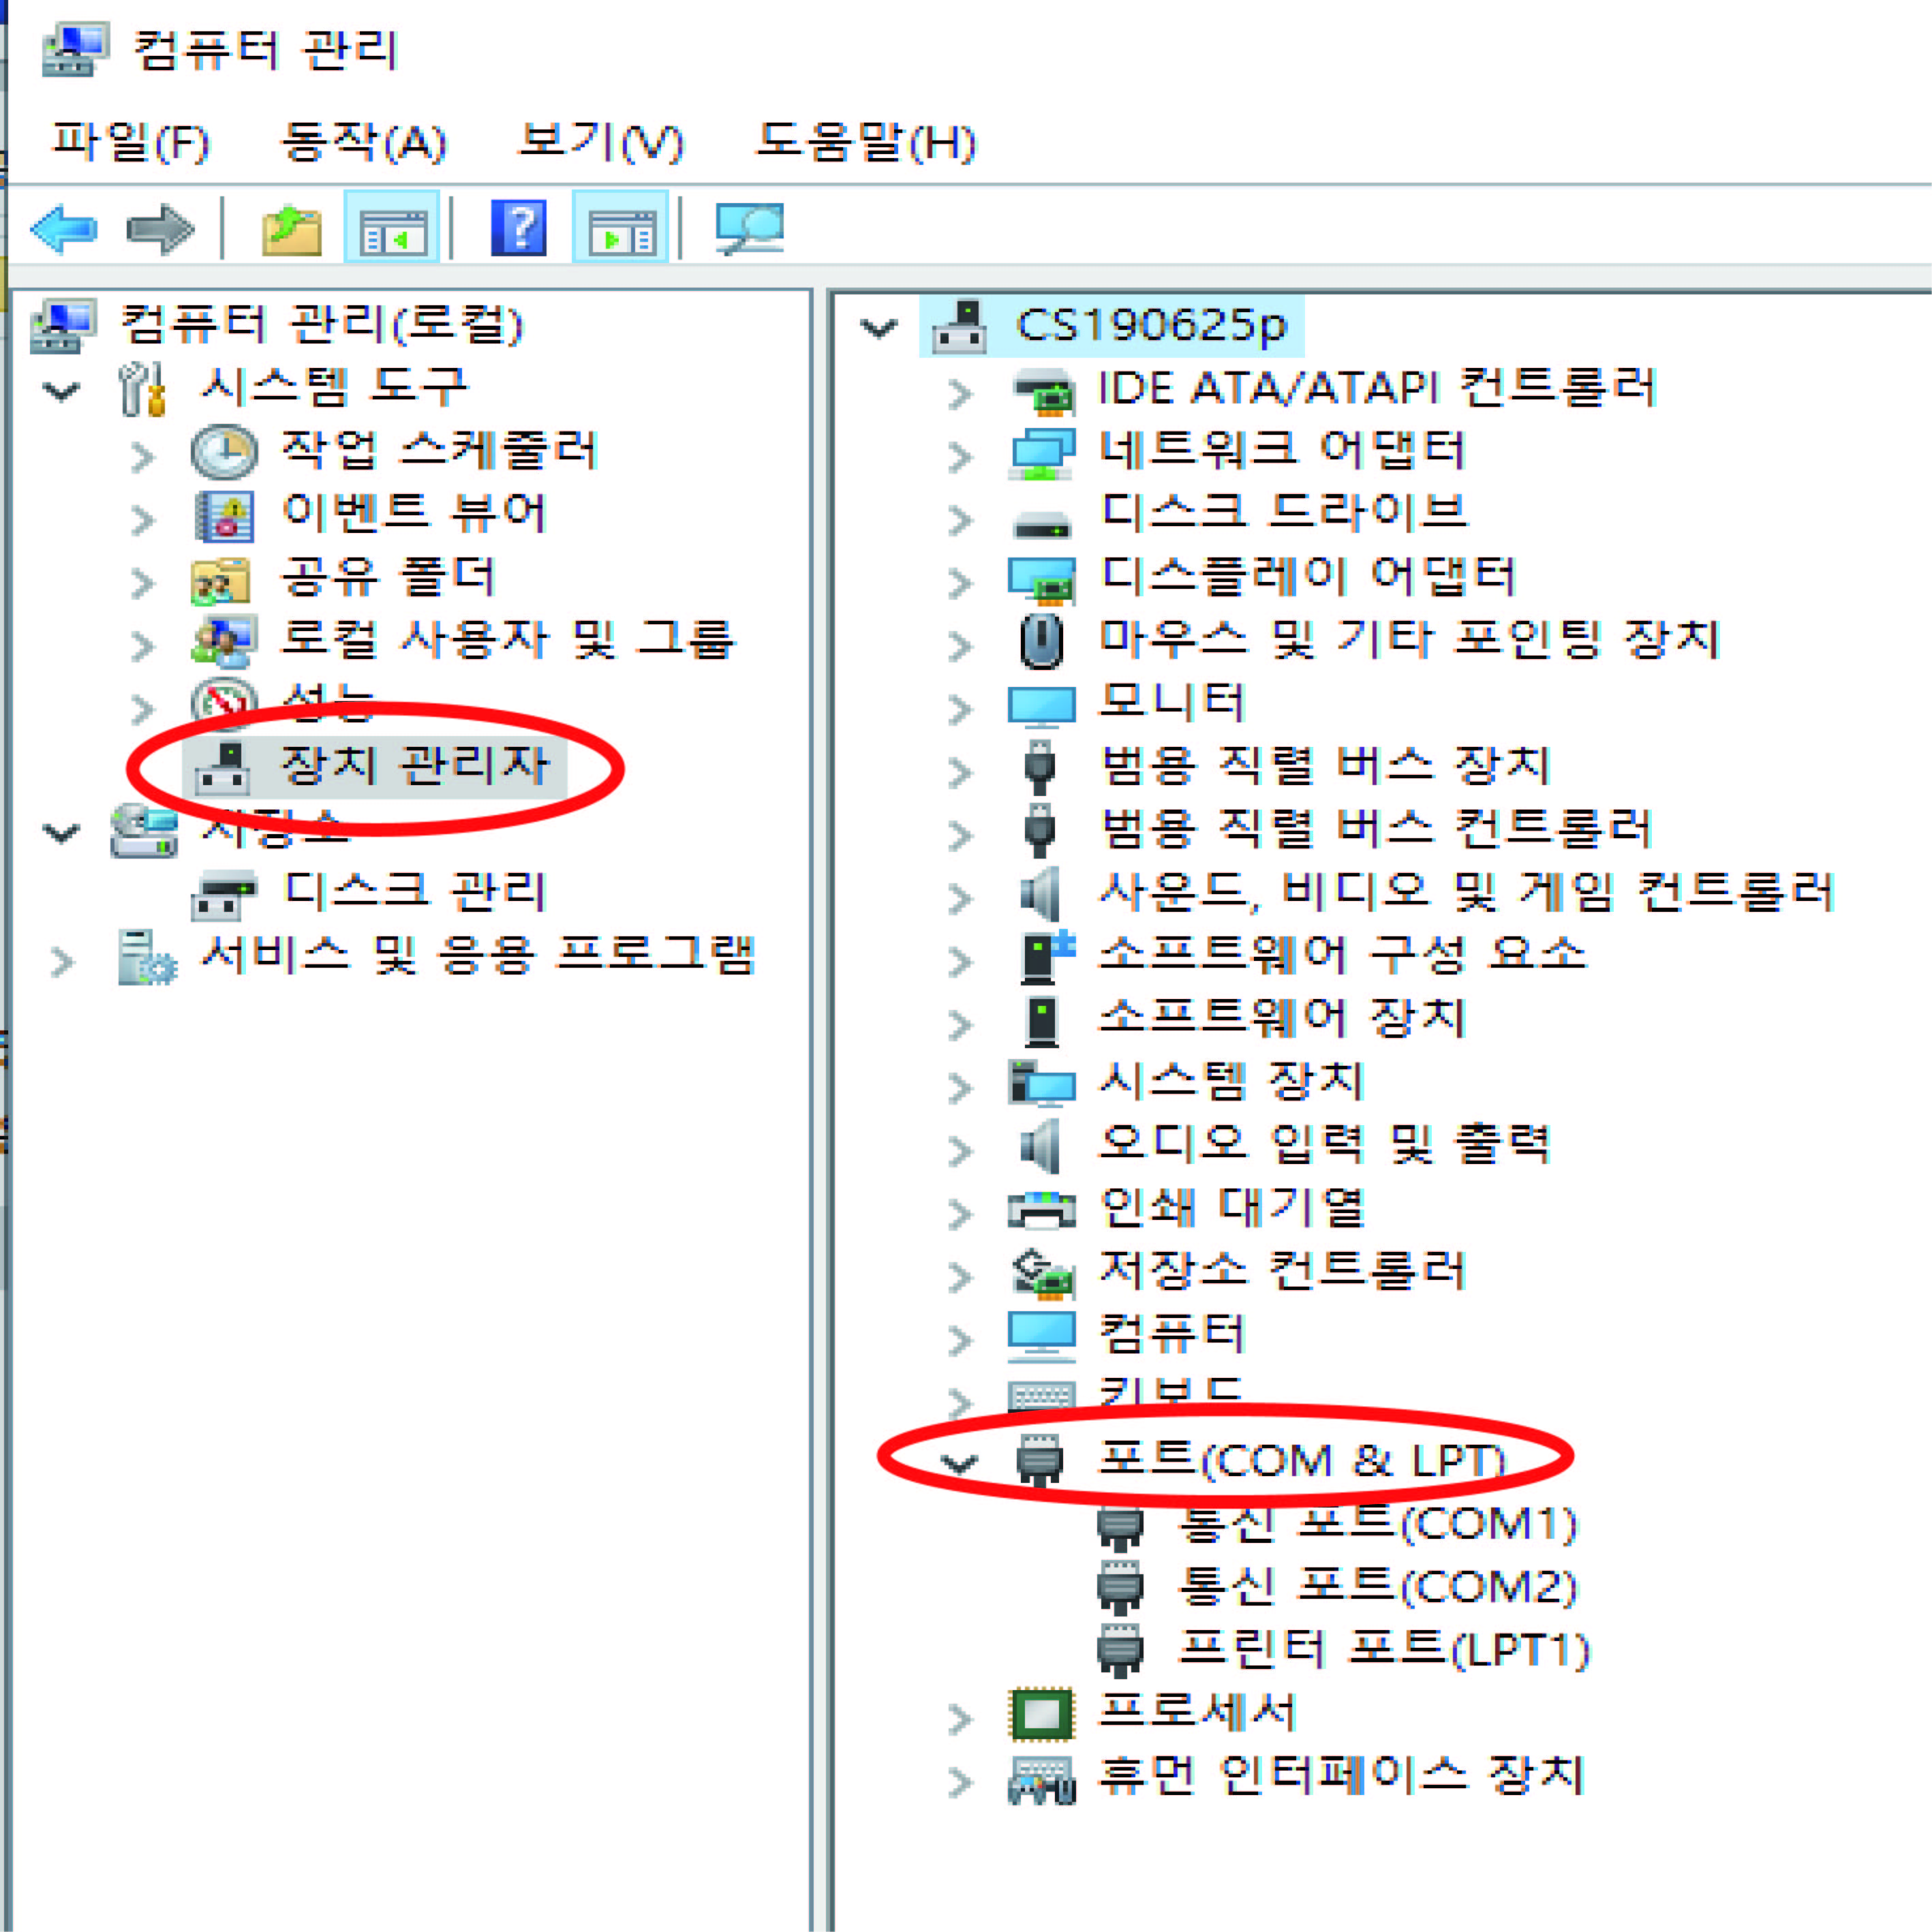 컴퓨터 관리
파일(F) 동작(A) 보기(V) 도움말(H)
컴퓨터 관리(로컬)
시스템 도구
작업 스케줄러
이벤트 뷰어
공유 폴더
로컬 사용자 및 그룹
성능
장치 관리자
저장소
디스크 관리
서비스 및 응용 프로그램
CS190625p
IDE ATA/ATAPI 컨트롤러
네트워크 어댑터
디스크 드라이브
디스플레이 어댑터
마우스 및 기타 포인팅 장치
모니터
범용 직렬 버스 장치
범용 직렬 버스 컨트롤러
사운드, 비디오 및 게임 컨트롤러
소프트웨어 구성 요소
소프트웨어 장치
시스템 장치
오디오 입력 및 출력
인쇄 대기열
저장소 컨트롤러
컴퓨터
키보드
포트(COM & LPT)
통신 포트(COM1)
통신 포트(COM2)
프린터 포트(LPT1)
프로세서
휴먼 인터페이스 장치